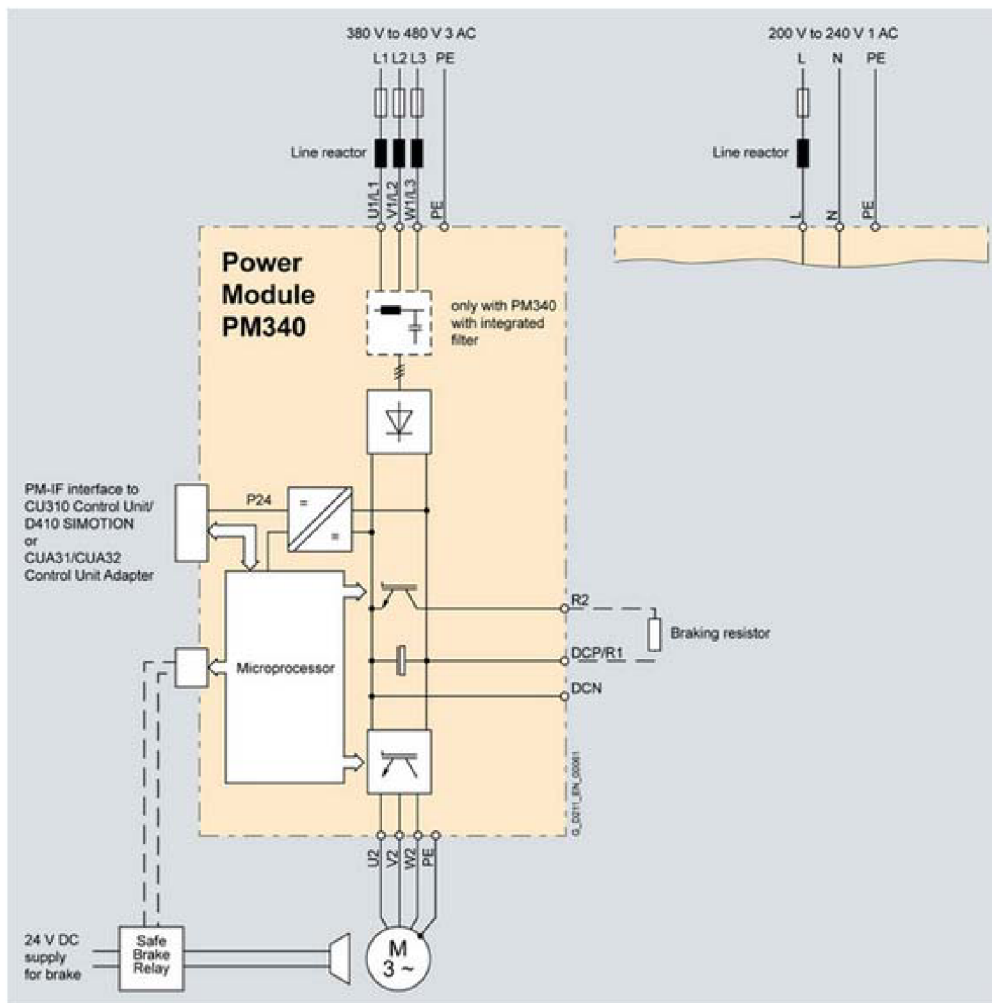 380 V to 480 V 3 AC
L1 L2 L3 PE
200 V to 240 V 1 AC
L N PE
Line reactor
Line reactor
U1/L1
V1/L2
W1/L3
PE
L
N
PE
Power
Module
PM340
only with PM340
with integrated
filter
PM-IF interface to
CU310 Control Unit/
D410 SIMOTION
or
CUA31/CUA32
Control Unit Adapter
P24
=
=
R2
Braking resistor
DCP/R1
Microprocessor
DCN
G_D211_EN_00061
U2
V2
W2
PE
24 V DC
supply
for brake
Safe
Brake
Relay
M
3 ~